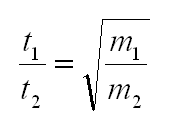 t₁/t₂ = √(m₁/m₂)